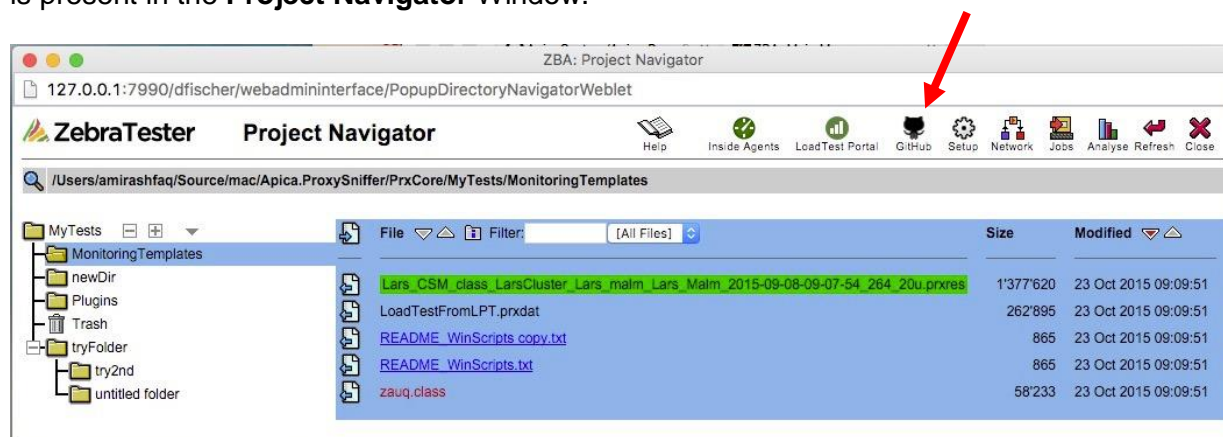 is present in the Project Navigator Window.
ZBA: Project Navigator
127.0.0.1:7990/dfischer/webadmininterface/PopupDirectoryNavigatorWeblet
ZebraTester Project Navigator
Help Inside Agents LoadTest Portal GitHub Setup Network Jobs Analyse Refresh Close
/Users/amirashfaq/Source/mac/Apica.ProxySniffer/PrxCore/MyTests/MonitoringTemplates
MyTests File Filter: [All Files] Size Modified
MonitoringTemplates
newDir Lars_CSM_class_LarsCluster_Lars_malm_Lars_Malm_2015-09-08-09-07-54_264_20u.prxres 1'377'620 23 Oct 2015 09:09:51
Plugins LoadTestFromLPT.prxdat 262'895 23 Oct 2015 09:09:51
Trash
README_WinScripts copy.txt 865 23 Oct 2015 09:09:51
tryFolder
README_WinScripts.txt 865 23 Oct 2015 09:09:51
try2nd
untitled folder zauq.class 58'233 23 Oct 2015 09:09:51